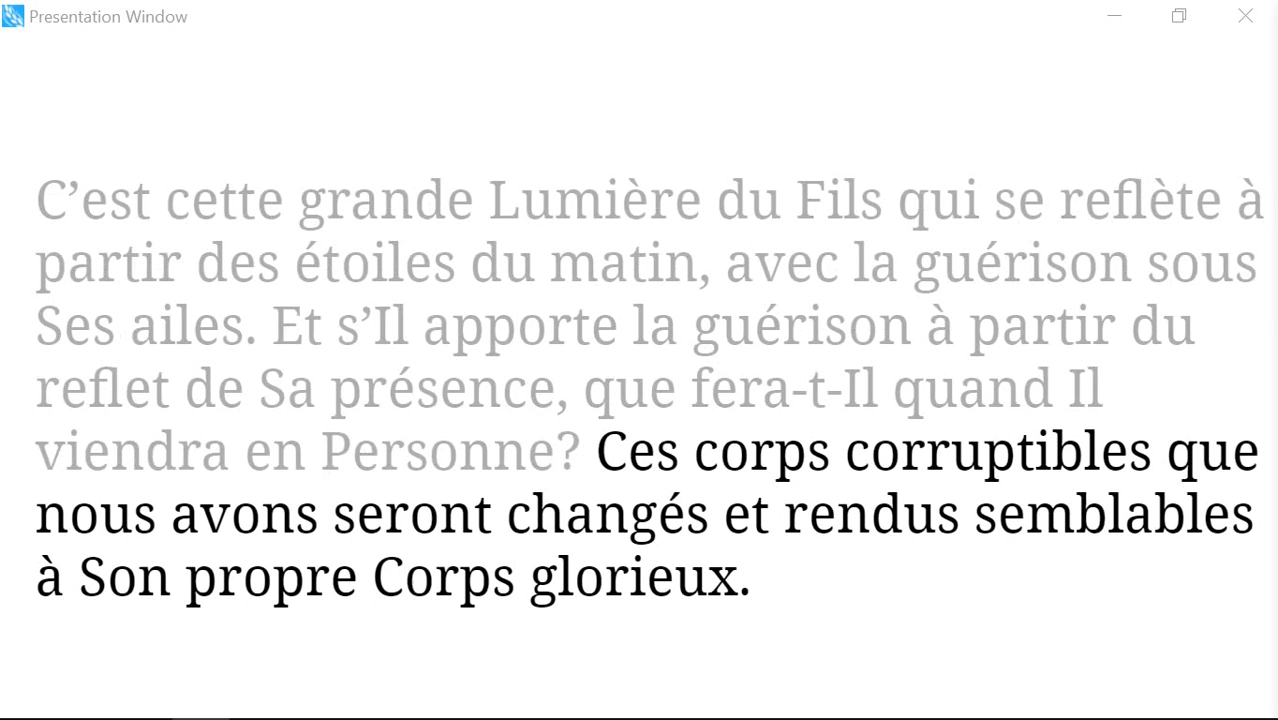 Presentation Window
C’est cette grande Lumière du Fils qui se reflète à
partir des étoiles du matin, avec la guérison sous
Ses ailes. Et s’Il apporte la guérison à partir du
reflet de Sa présence, que fera-t-Il quand Il
viendra en Personne? Ces corps corruptibles que
nous avons seront changés et rendus semblables
à Son propre Corps glorieux.